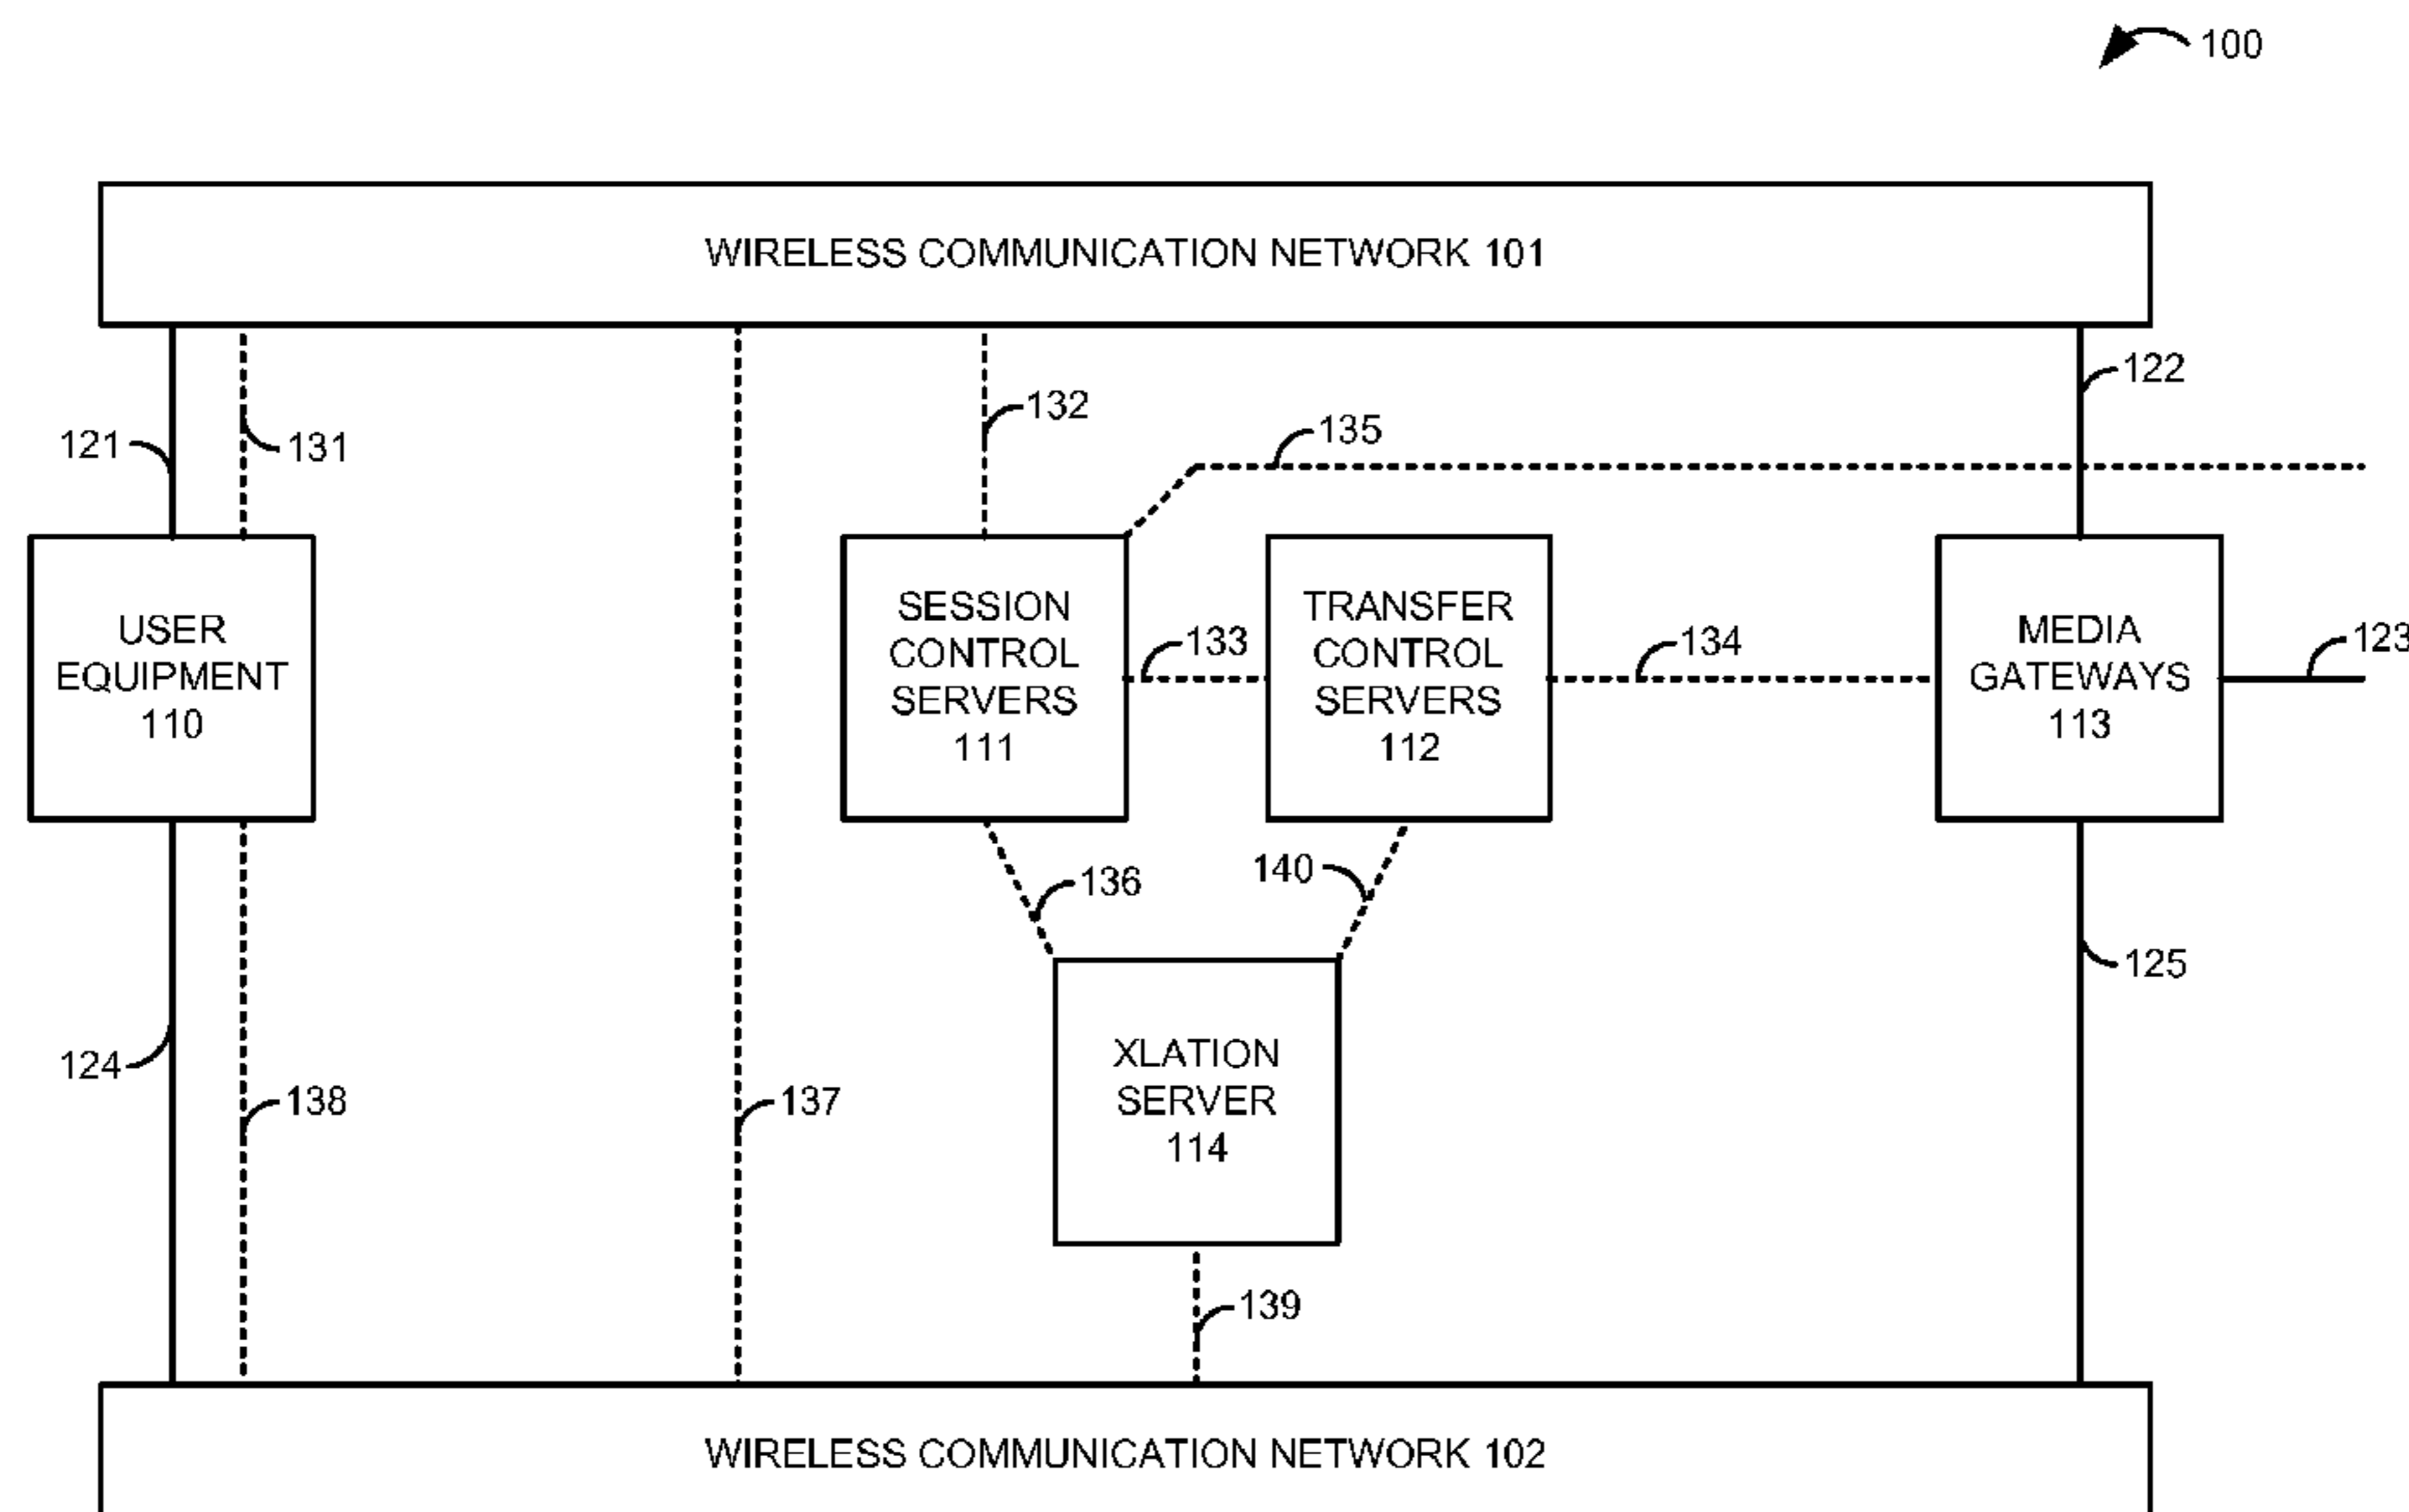 100
WIRELESS COMMUNICATION NETWORK 101
122
132
135
121
131
USER
EQUIPMENT
110
SESSION
CONTROL
SERVERS
111
133
TRANSFER
CONTROL
SERVERS
112
134
MEDIA
GATEWAYS
113
123
136
140
125
124
138
137
XLATION
SERVER
114
139
WIRELESS COMMUNICATION NETWORK 102